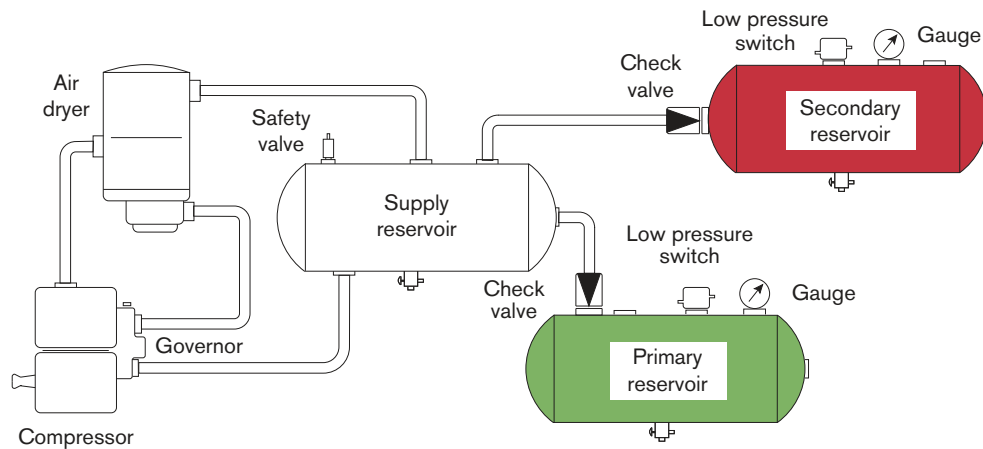 Low pressure
switch
Gauge
Check
valve
Secondary
reservoir
Air
dryer
Safety
valve
Supply
reservoir
Low pressure
switch
Gauge
Check
valve
Governor
Primary
reservoir
Compressor